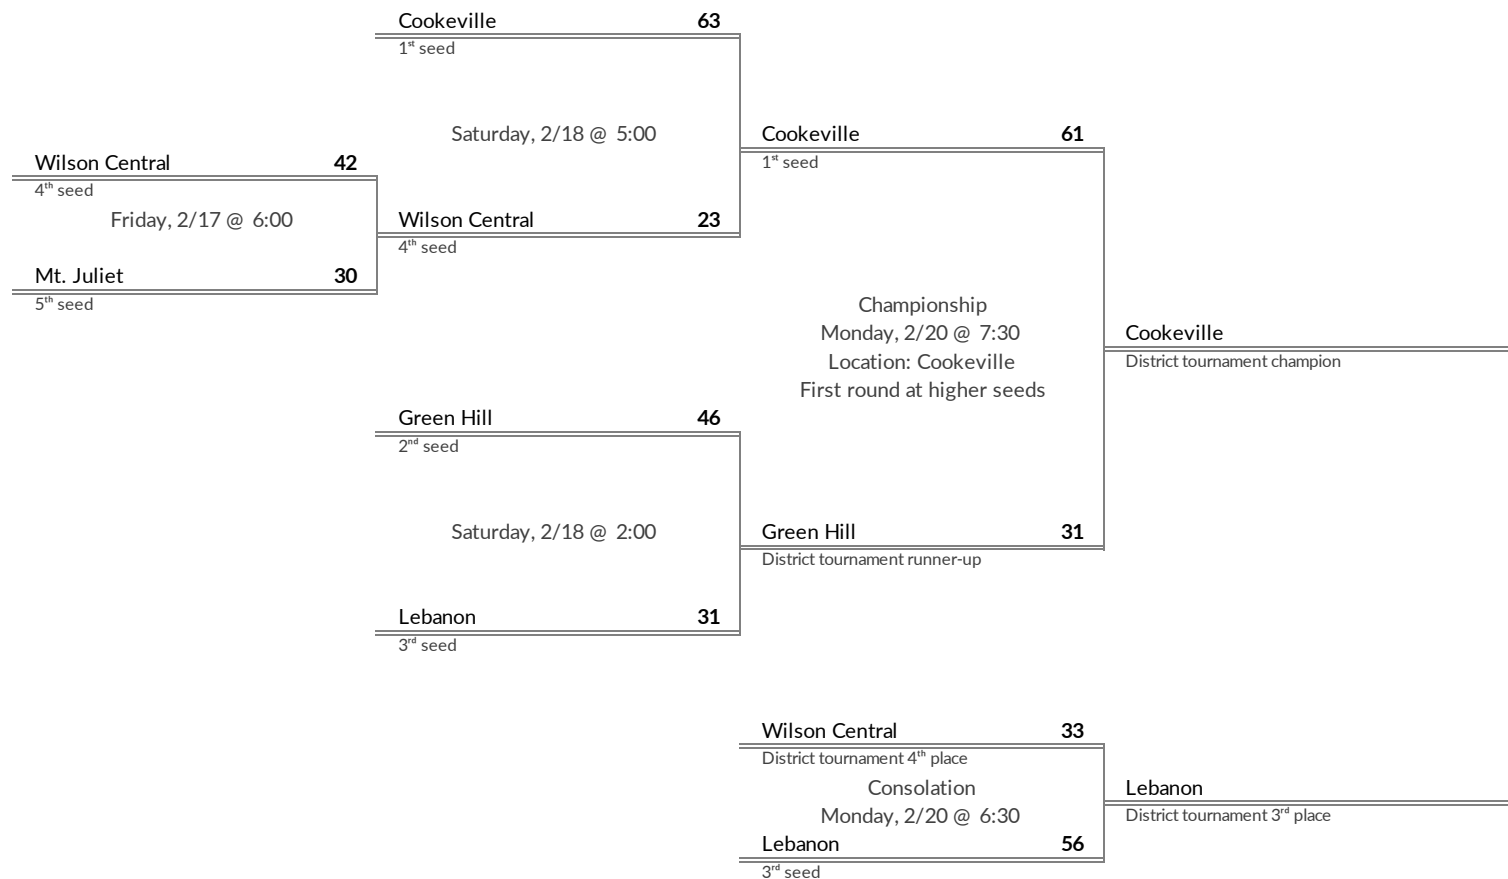 Cookeville 63
1st seed
Saturday, 2/18 @ 5:00
Cookeville 61
1st seed
Wilson Central 42
4th seed
Friday, 2/17 @ 6:00
Wilson Central 23
4th seed
Mt. Juliet 30
5th seed
Championship
Monday, 2/20 @ 7:30
Location: Cookeville
First round at higher seeds
Cookeville
District tournament champion
Green Hill 46
2nd seed
Saturday, 2/18 @ 2:00
Green Hill 31
District tournament runner-up
Lebanon 31
3rd seed
Wilson Central 33
District tournament 4th place
Consolation
Monday, 2/20 @ 6:30
Lebanon
District tournament 3rd place
Lebanon 56
3rd seed